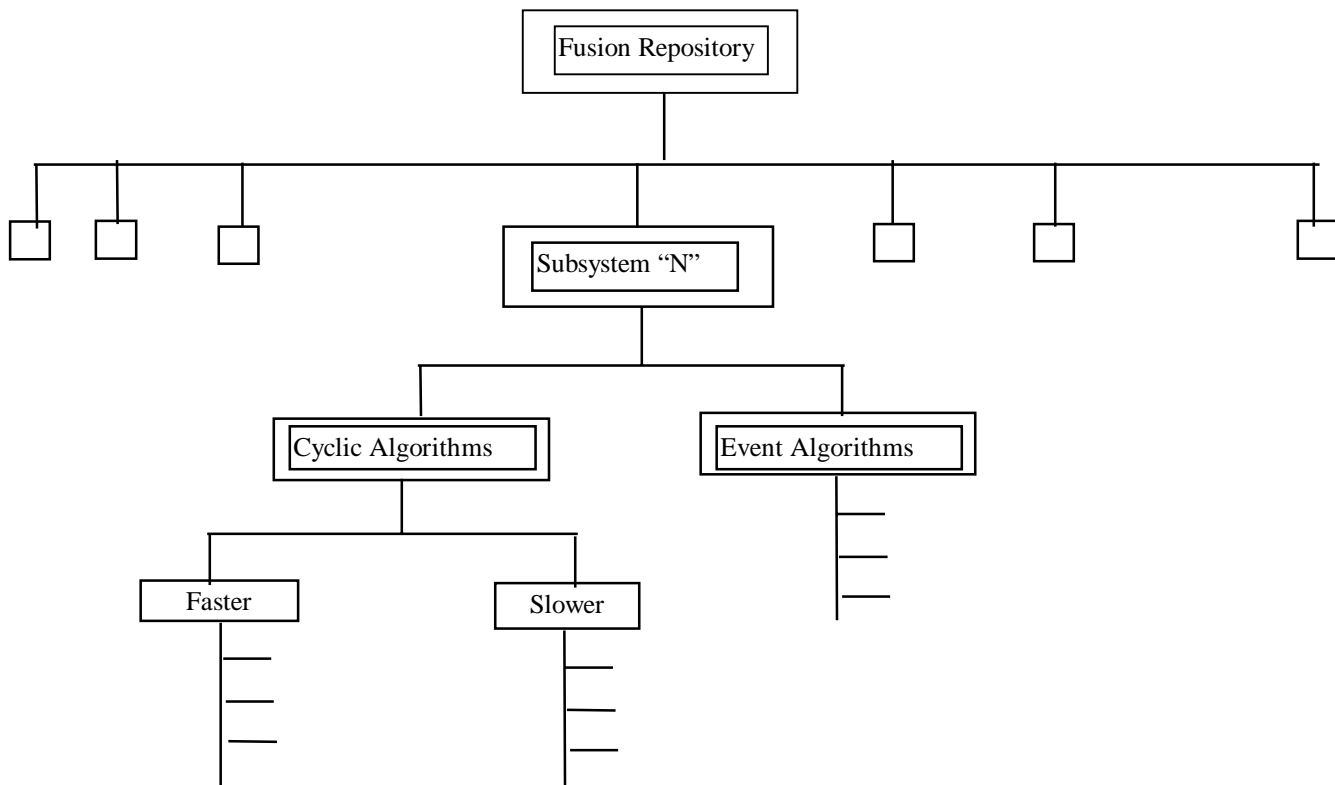 Fusion Repository
Subsystem “N”
Cyclic Algorithms
Event Algorithms
Faster
Slower